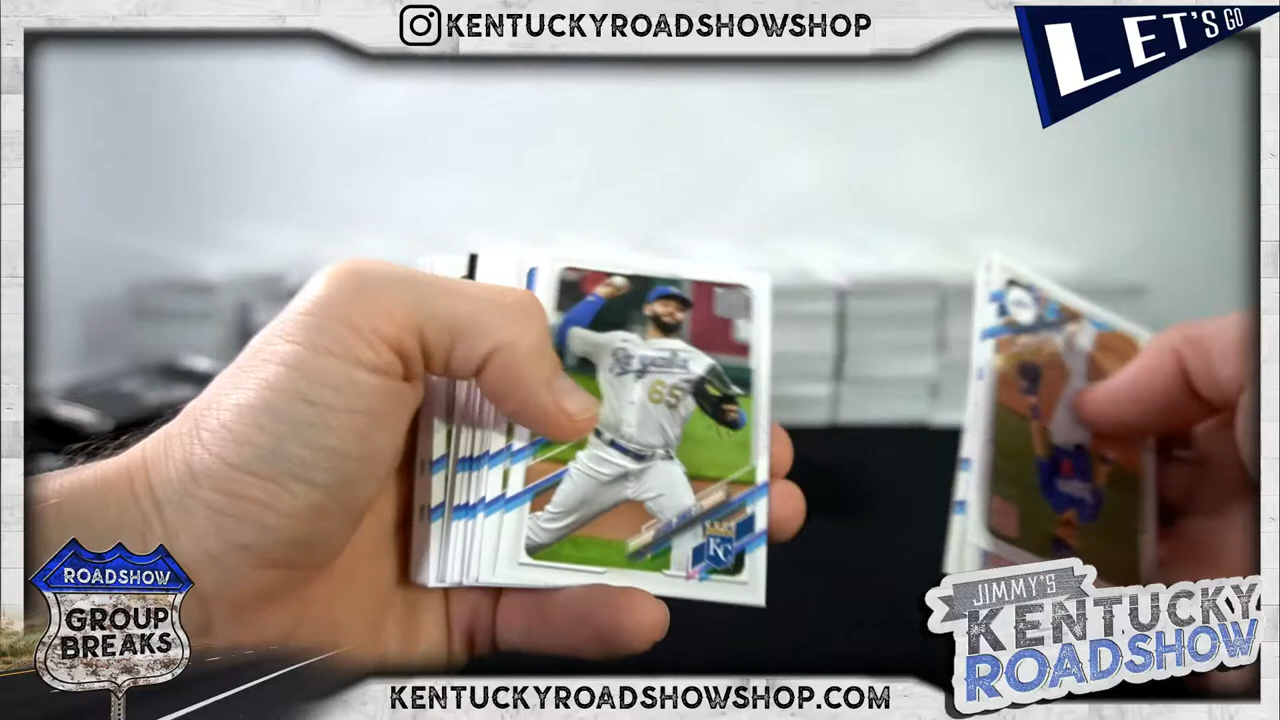 KENTUCKYROADSHOWSHOP
LET'S GO
Royals
65
KC
ROADSHOW
GROUP
BREAKS
JIMMY'S
KENTUCKY
ROADSHOW
KENTUCKYROADSHOWSHOP.COM